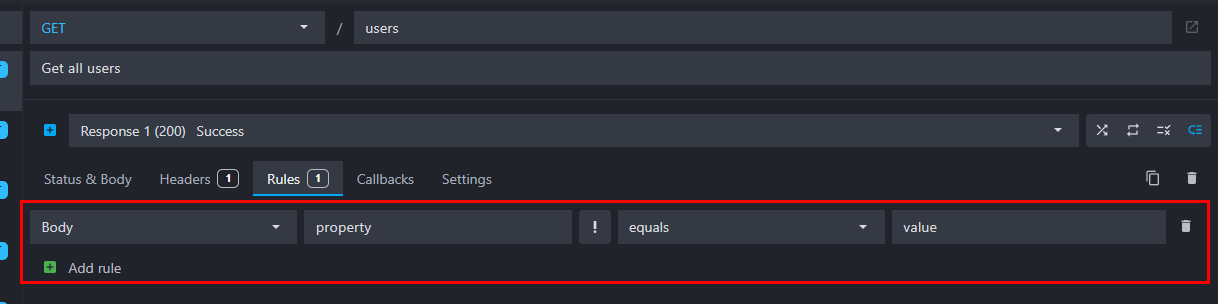 GET / users
Get all users
Response 1 (200) Success
Status & Body Headers 1 Rules 1 Callbacks Settings
Body property ! equals value
Add rule